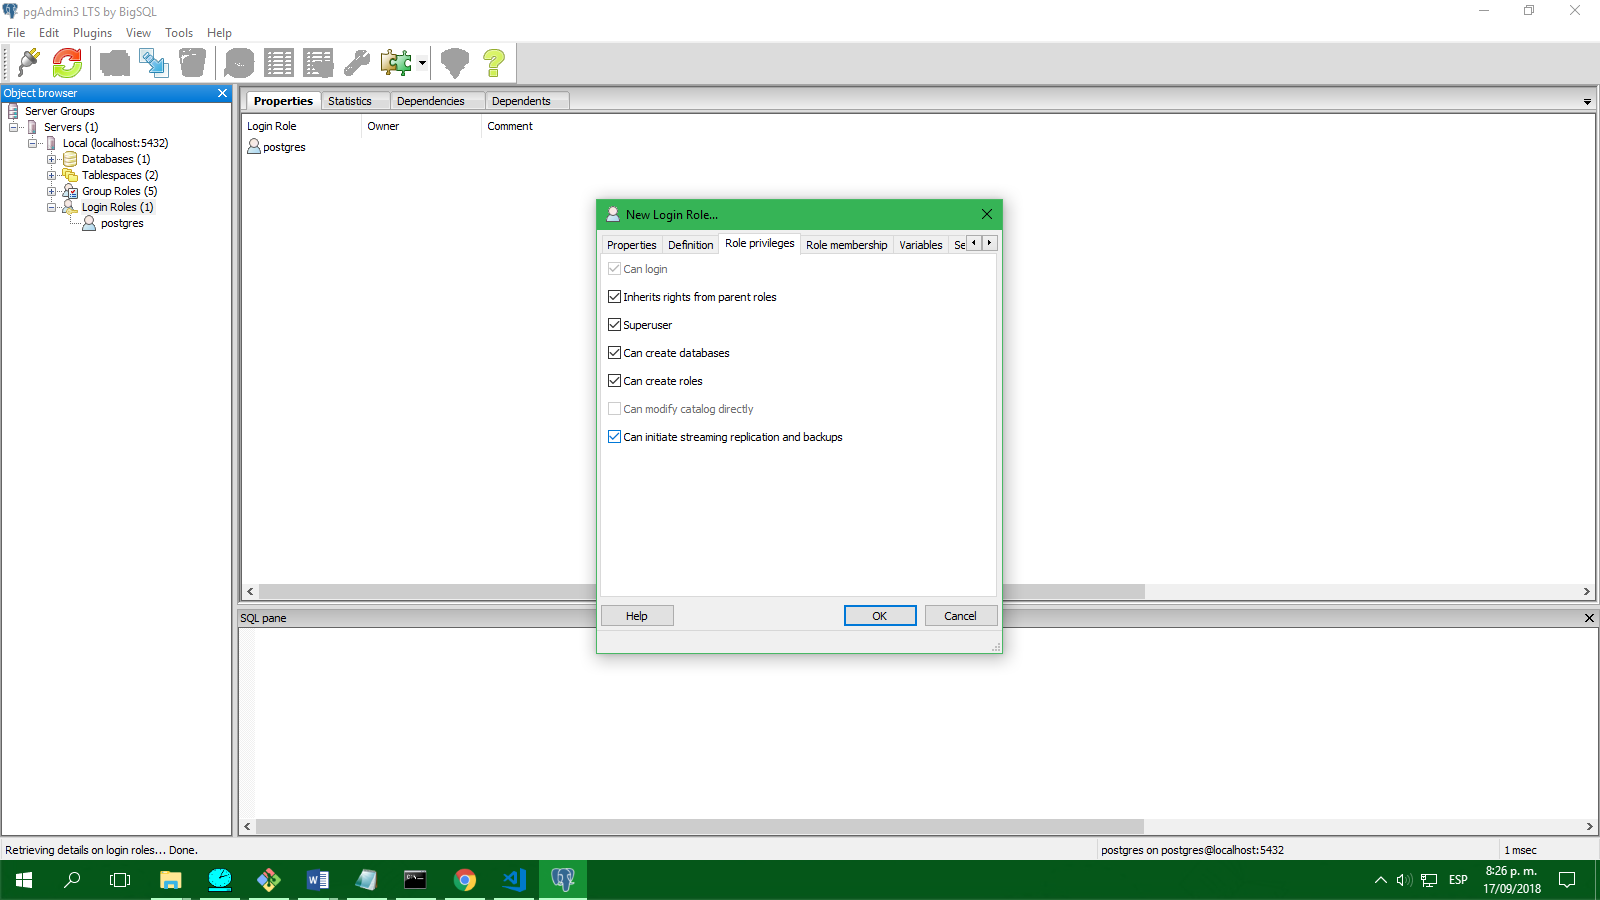 pgAdmin3 LTS by BigSQL
File Edit Plugins View Tools Help
Object browser
Server Groups
Servers (1)
Local (localhost:5432)
Databases (1)
Tablespaces (2)
Group Roles (5)
Login Roles (1)
postgres
Properties Statistics Dependencies Dependents
Login Role Owner Comment
postgres
New Login Role...
Properties Definition Role privileges Role membership Variables Se
Can login
Inherits rights from parent roles
Superuser
Can create databases
Can create roles
Can modify catalog directly
Can initiate streaming replication and backups
Help OK Cancel
SQL pane
Retrieving details on login roles... Done.
postgres on postgres@localhost:5432
1 msec
ESP
8:26 p. m.
17/09/2018